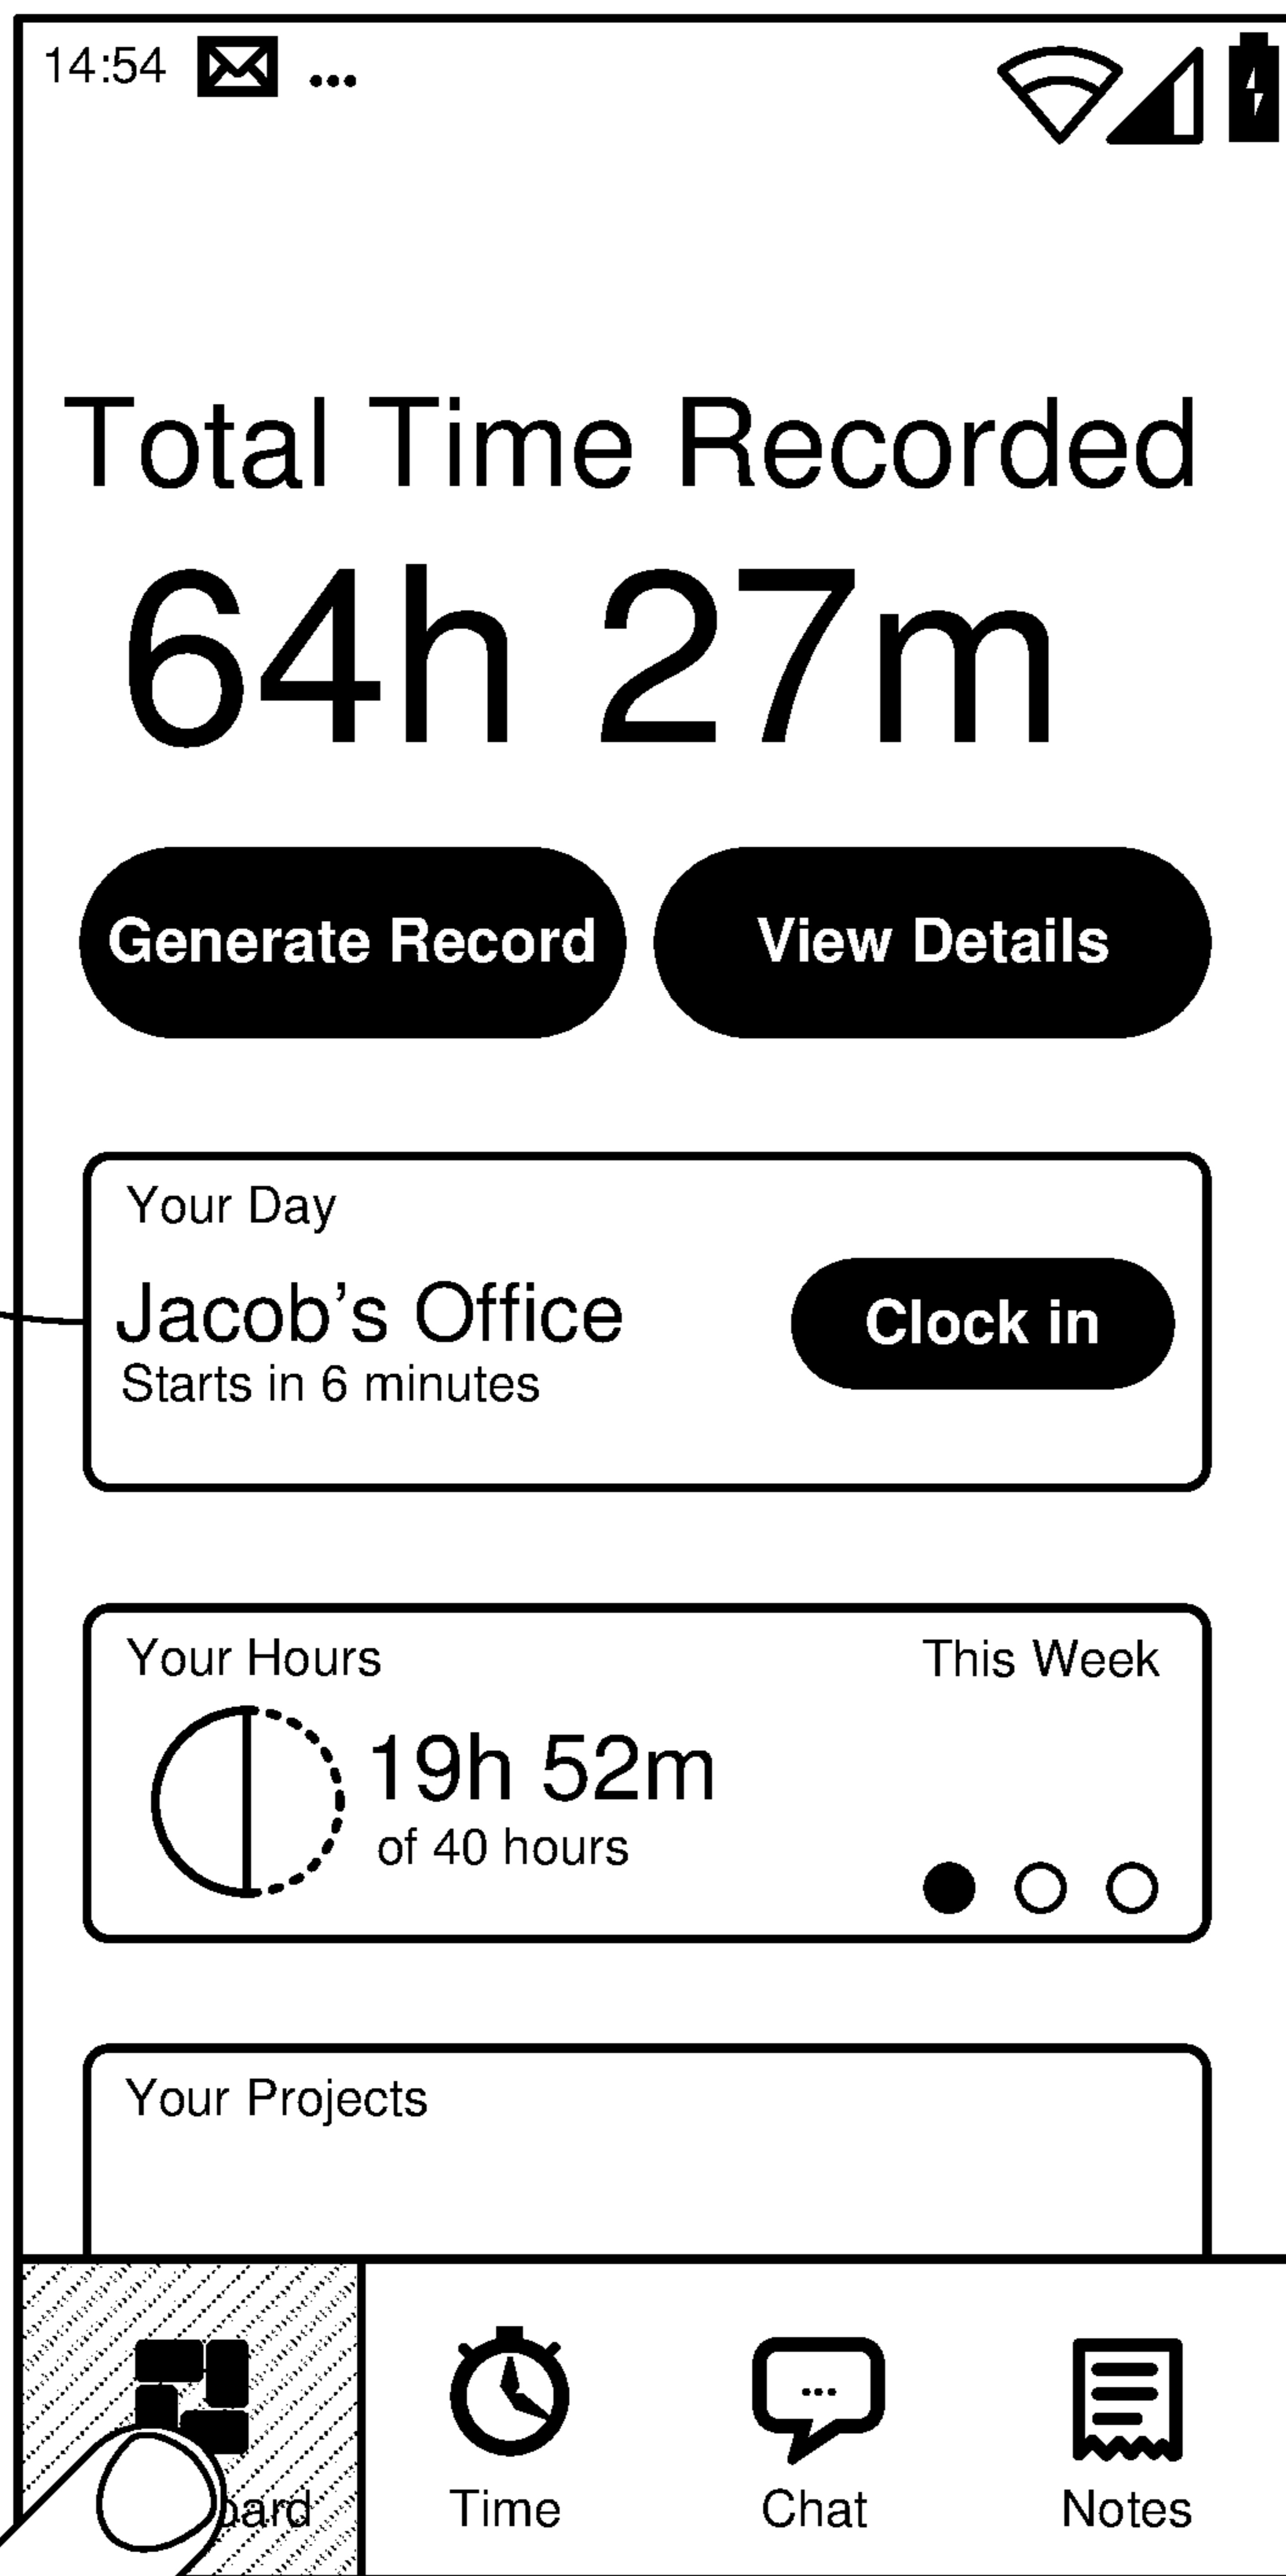 14:54
Total Time Recorded
64h 27m
Generate Record View Details
Your Day
Jacob's Office
Starts in 6 minutes
Clock in
Your Hours This Week
19h 52m
of 40 hours
Your Projects
Time Chat Notes